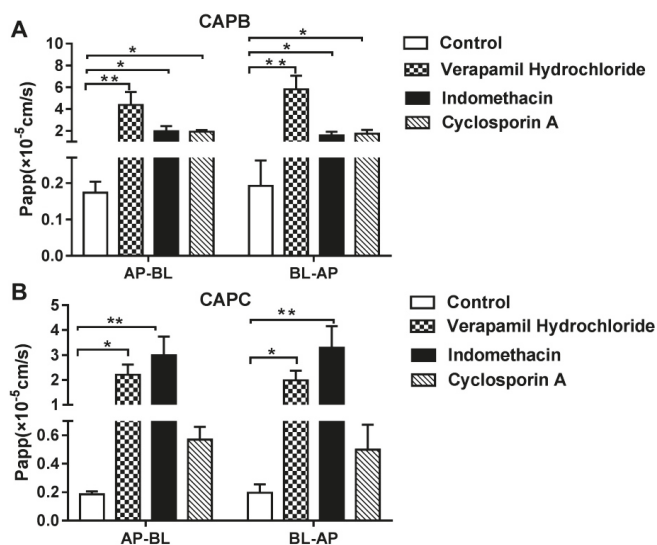 A
CAPB
Papp(×10⁻⁵cm/s)
10
8
6
4
2
0.2
0.1
0.0
*
*
**
*
*
**
AP-BL
BL-AP
Control
Verapamil Hydrochloride
Indomethacin
Cyclosporin A
B
CAPC
Papp(×10⁻⁵cm/s)
5
4
3
2
1
0.6
0.4
0.2
0.0
**
*
**
*
AP-BL
BL-AP
Control
Verapamil Hydrochloride
Indomethacin
Cyclosporin A